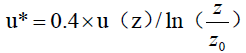 u* = 0.4×u（z）/ln（z/z₀）